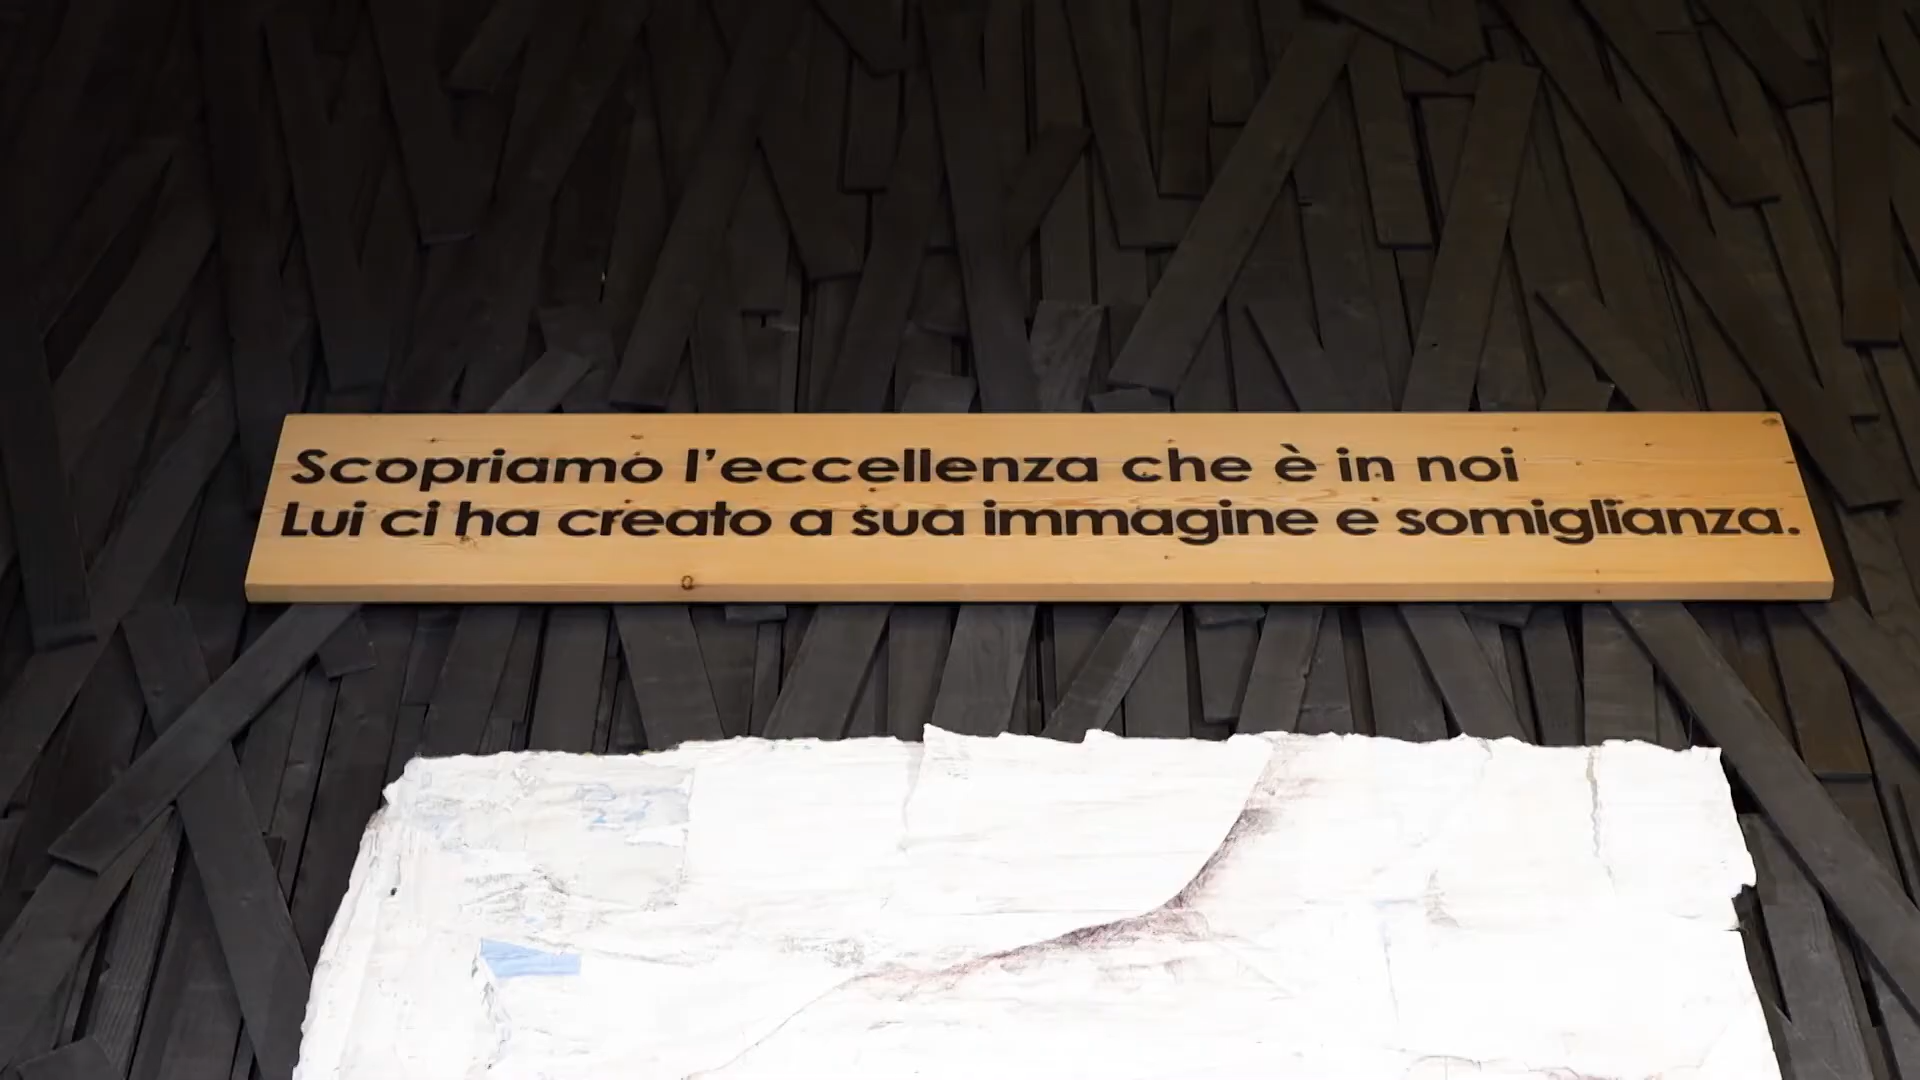 Scopriamo l'eccellenza che è in noi
Lui ci ha creato a sua immagine e somiglianza.